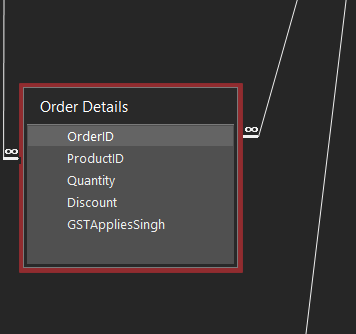 Order Details
OrderID
∞
∞
ProductID
Quantity
Discount
GSTAppliesSingh